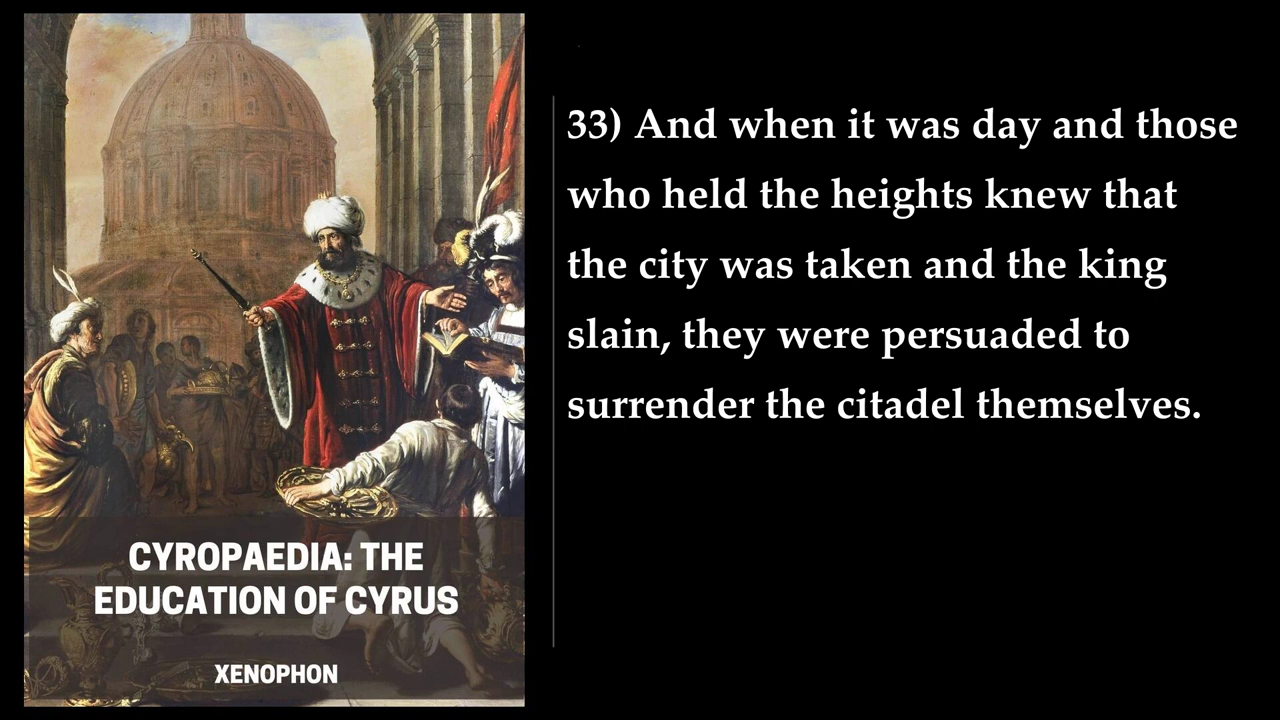 33) And when it was day and those
who held the heights knew that
the city was taken and the king
slain, they were persuaded to
surrender the citadel themselves.
CYROPAEDIA: THE
EDUCATION OF CYRUS
XENOPHON